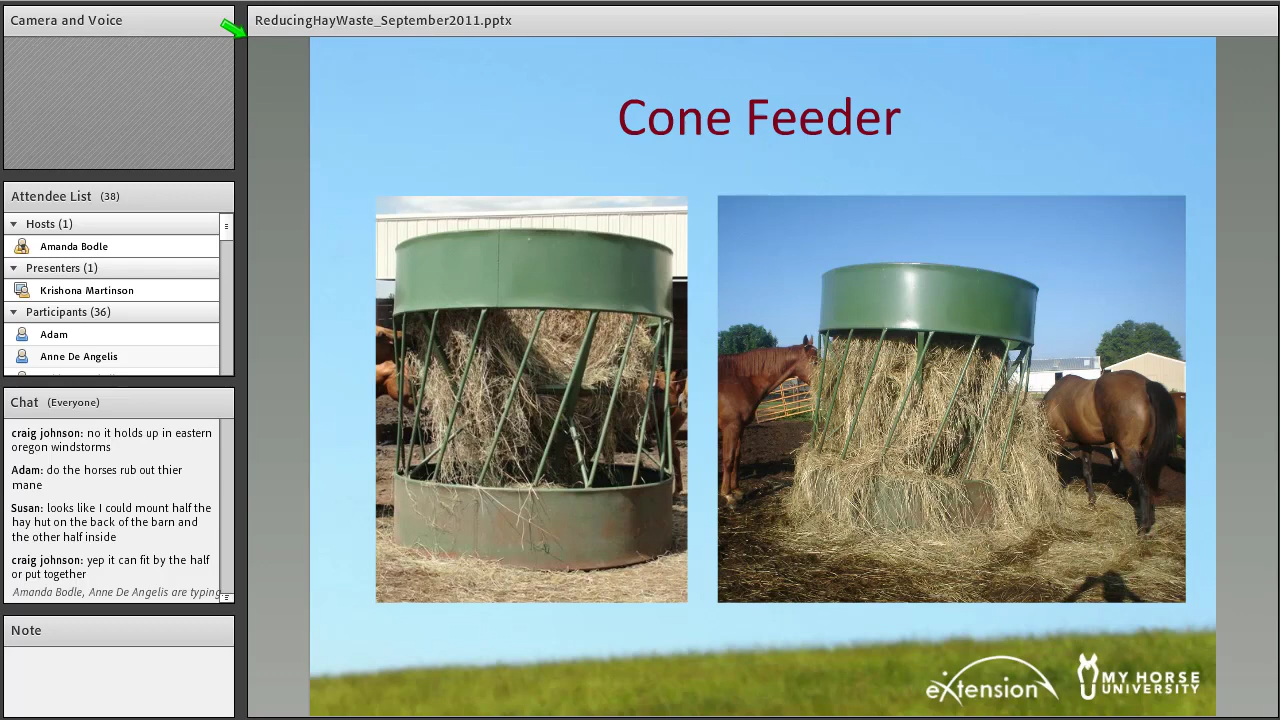 Camera and Voice
ReducingHayWaste_September2011.pptx
Cone Feeder
Attendee List (38)
Hosts (1)
Amanda Bodle
Presenters (1)
Krishona Martinson
Participants (36)
Adam
Anne De Angelis
Chat (Everyone)
craig johnson: no it holds up in eastern
oregon windstorms
Adam: do the horses rub out thier
mane
Susan: looks like I could mount half the
hay hut on the back of the barn and
the other half inside
craig johnson: yep it can fit by the half
or put together
Amanda Bodle, Anne De Angelis are typing
Note
eXtension
MY HORSE
UNIVERSITY